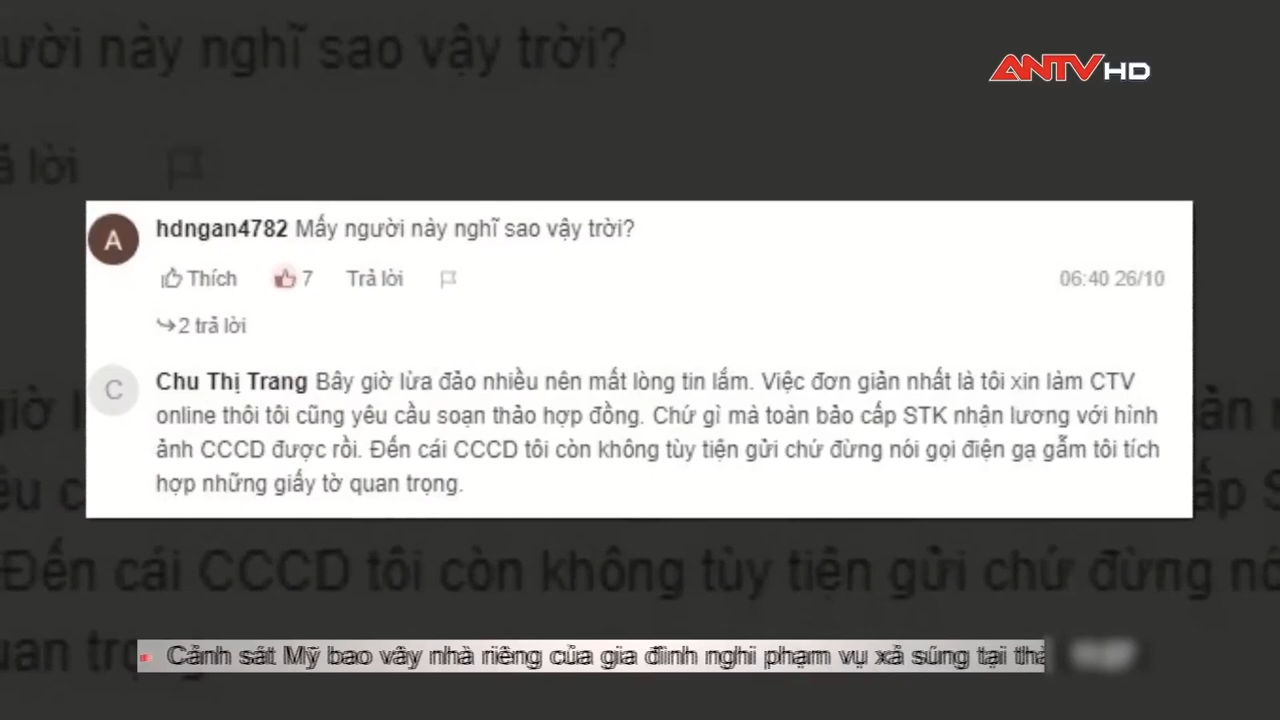 ười này nghĩ sao vậy trời?
ANTVHD
ả lời
A
hdngan4782 Mấy người này nghĩ sao vậy trời?
Thích 7 Trả lời 06:40 26/10
2 trả lời
C
Chu Thị Trang Bây giờ lừa đảo nhiều nên mất lòng tin lắm. Việc đơn giản nhất là tôi xin làm CTV
online thôi tôi cũng yêu cầu soạn thảo hợp đồng. Chứ gì mà toàn bảo cấp STK nhận lương với hình
ảnh CCCD được rồi. Đến cái CCCD tôi còn không tùy tiện gửi chứ đừng nói gọi điện gạ gẫm tôi tích
hợp những giấy tờ quan trọng.
Đến cái CCCD tôi còn không tùy tiện gửi chứ đừng nó
Cảnh sát Mỹ bao vây nhà riêng của gia đình nghi phạm vụ xả súng tại